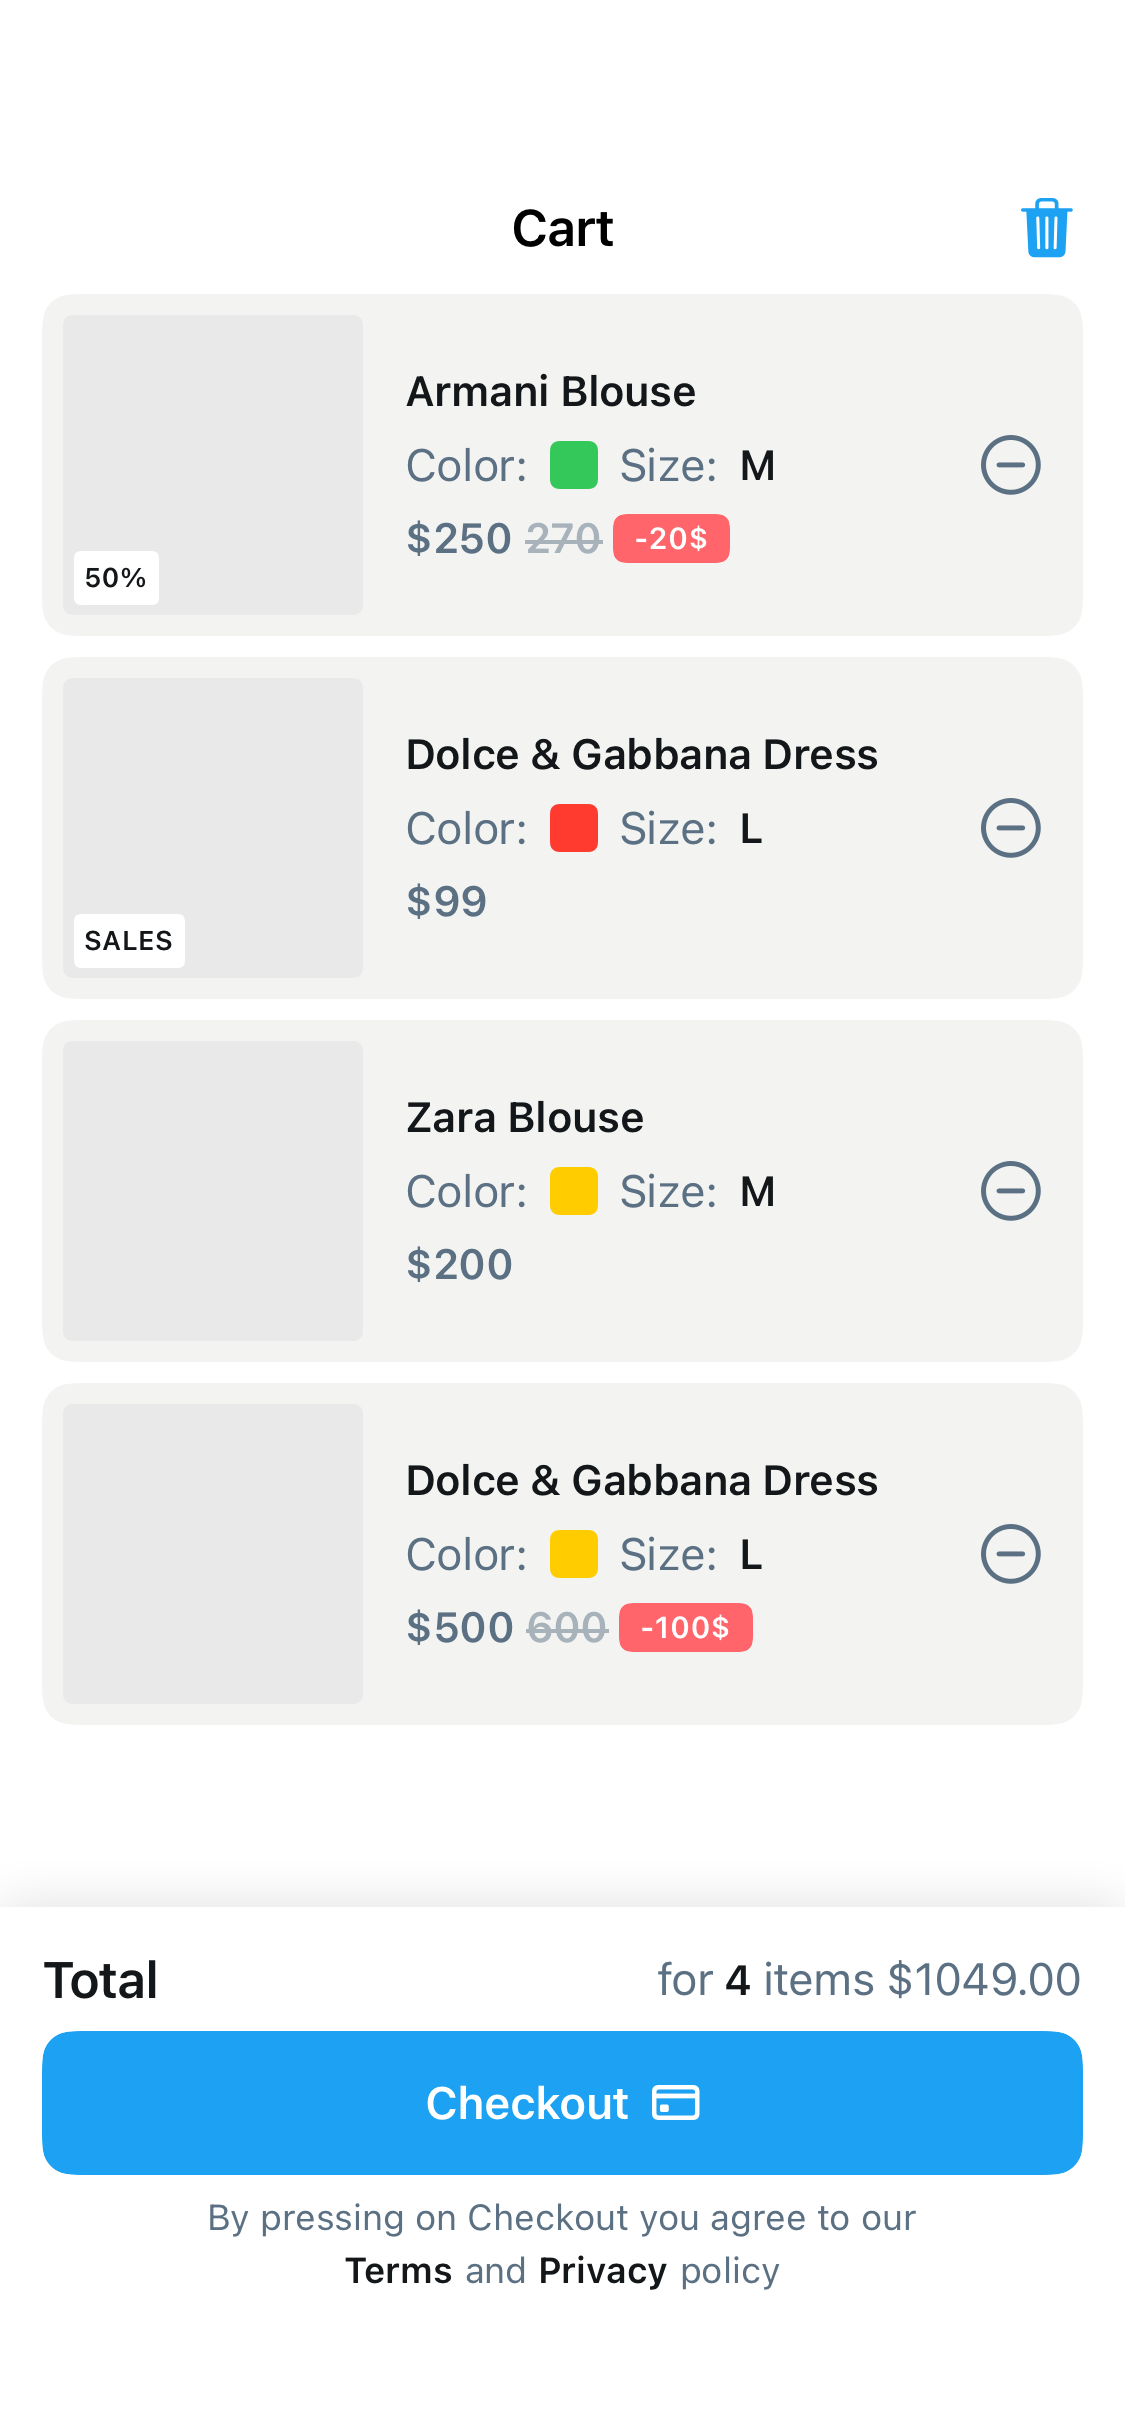 Cart
Armani Blouse
Color: Size: M
$250 270 -20$
50%
Dolce & Gabbana Dress
Color: Size: L
$99
SALES
Zara Blouse
Color: Size: M
$200
Dolce & Gabbana Dress
Color: Size: L
$500 600 -100$
Total for 4 items $1049.00
Checkout
By pressing on Checkout you agree to our
Terms and Privacy policy